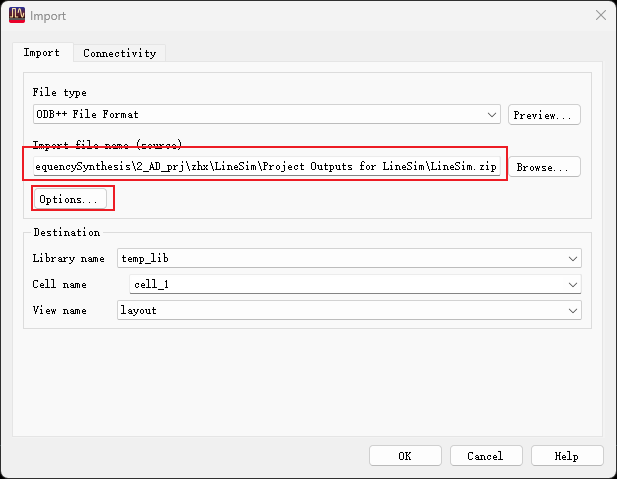 Import
Import Connectivity
File type
ODB++ File Format Preview...
Import file name (source)
equencySynthesis\2_AD_prj\zhx\LineSim\Project Outputs for LineSim\LineSim.zip Browse...
Options...
Destination
Library name temp_lib
Cell name cell_1
View name layout
OK Cancel Help